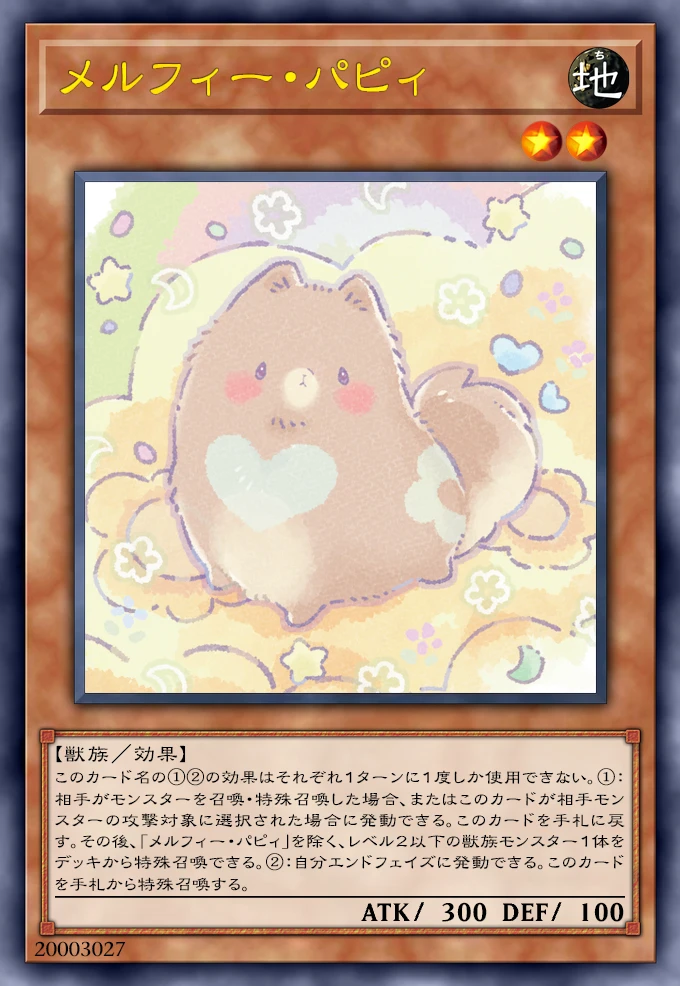 メルフィー・パピィ
ち
地
【獣族／効果】
このカード名の①②の効果はそれぞれ1ターンに1度しか使用できない。①：
相手がモンスターを召喚・特殊召喚した場合、またはこのカードが相手モン
スターの攻撃対象に選択された場合に発動できる。このカードを手札に戻
す。その後、「メルフィー・パピィ」を除く、レベル2以下の獣族モンスター1体を
デッキから特殊召喚できる。②：自分エンドフェイズに発動できる。このカード
を手札から特殊召喚する。
ATK/ 300 DEF/ 100
20003027